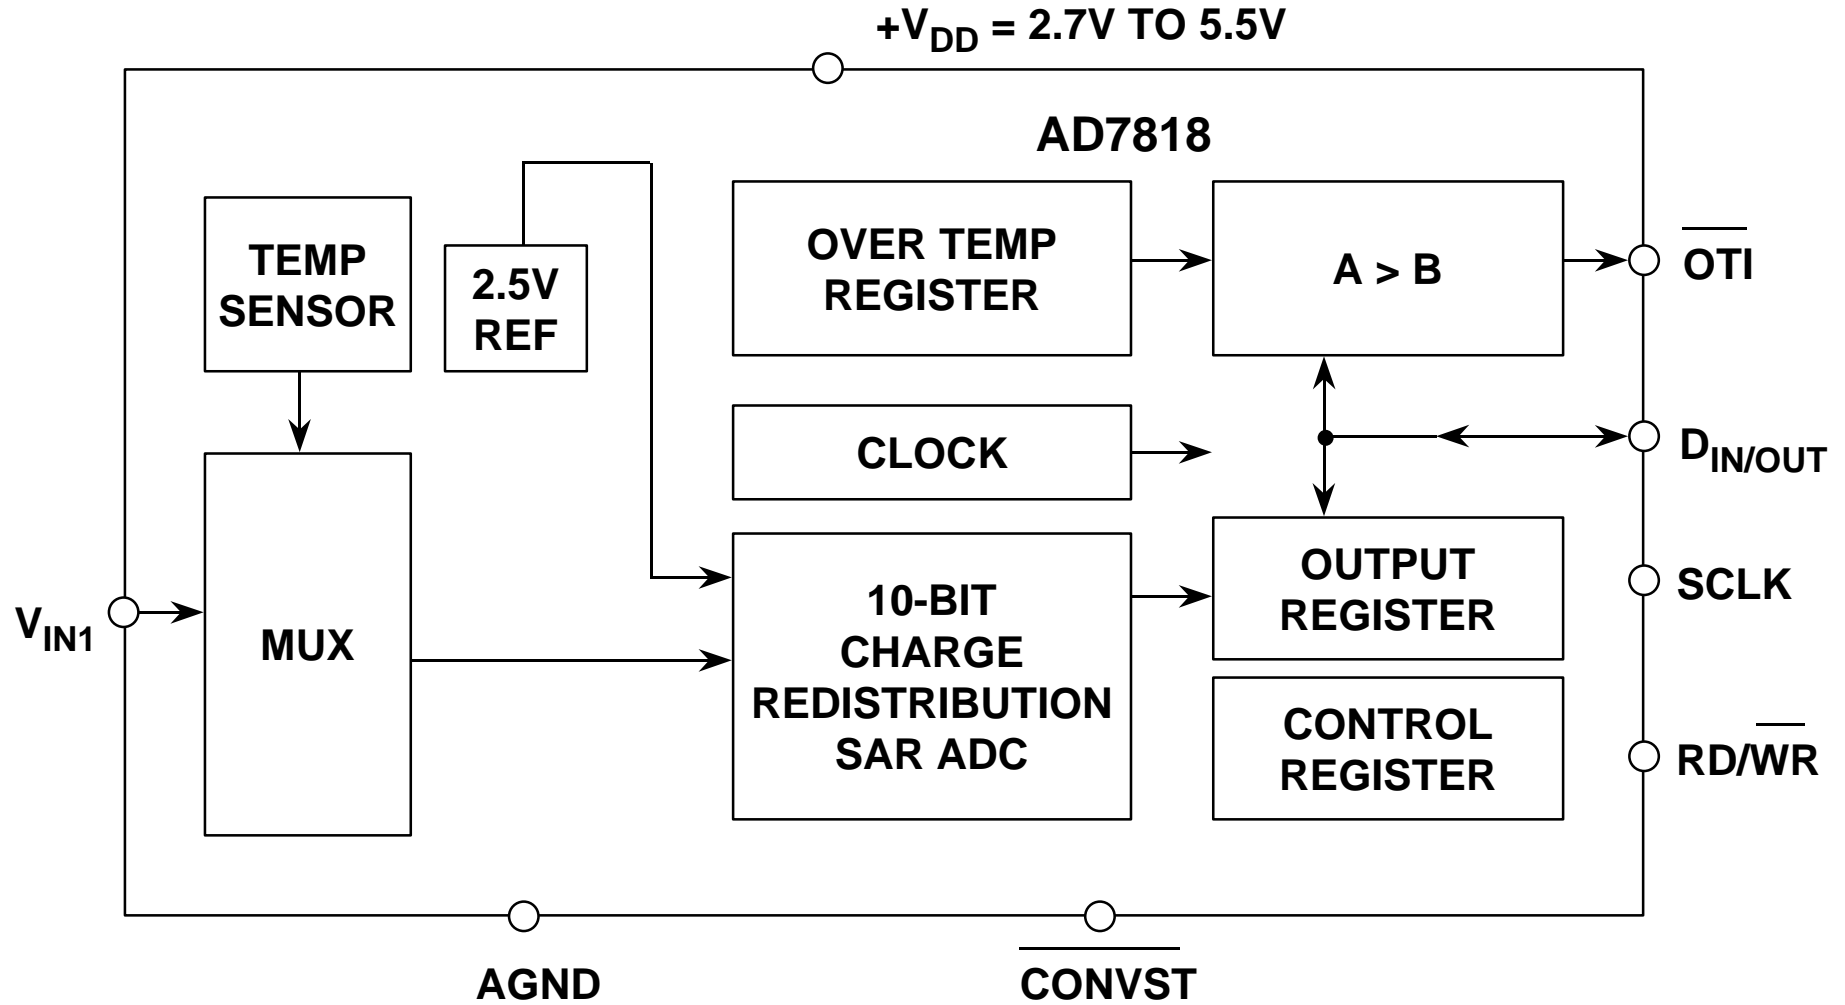 +VDD = 2.7V TO 5.5V
AD7818
TEMP
SENSOR
2.5V
REF
OVER TEMP
REGISTER
A > B
OTI
CLOCK
DIN/OUT
MUX
VIN1
10-BIT
CHARGE
REDISTRIBUTION
SAR ADC
OUTPUT
REGISTER
SCLK
CONTROL
REGISTER
RD/WR
AGND
CONVST